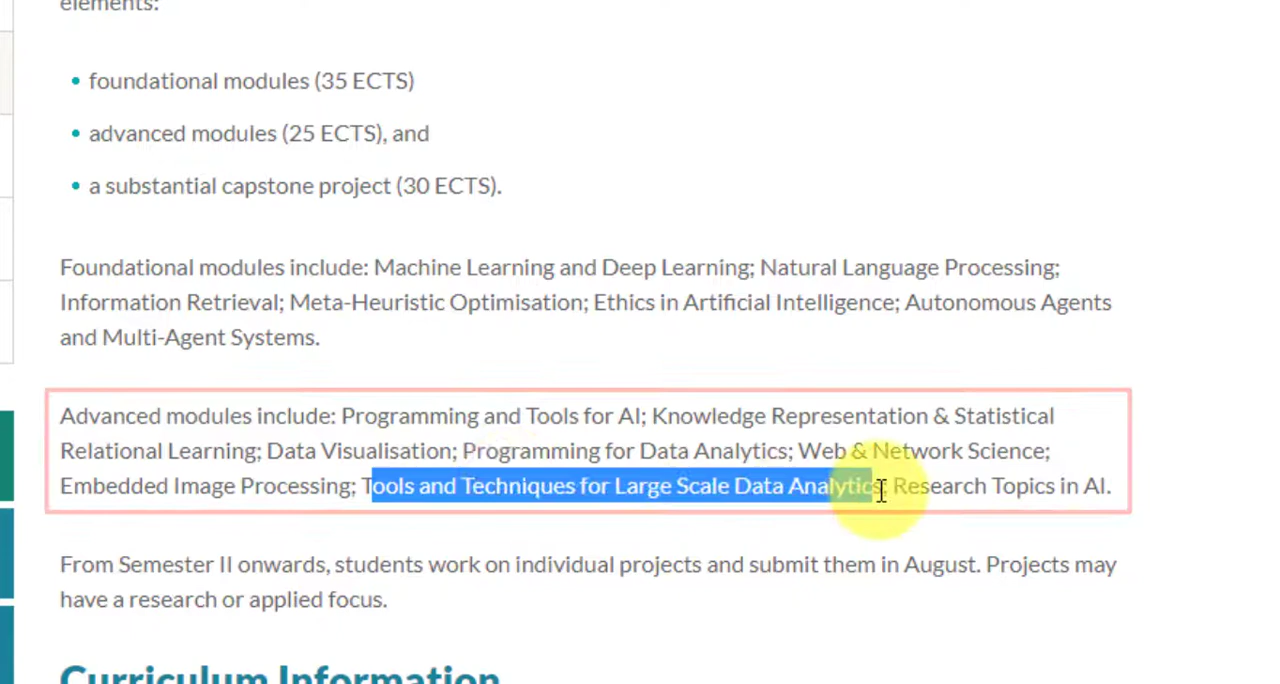 elements:
• foundational modules (35 ECTS)
• advanced modules (25 ECTS), and
• a substantial capstone project (30 ECTS).
Foundational modules include: Machine Learning and Deep Learning; Natural Language Processing;
Information Retrieval; Meta-Heuristic Optimisation; Ethics in Artificial Intelligence; Autonomous Agents
and Multi-Agent Systems.
Advanced modules include: Programming and Tools for AI; Knowledge Representation & Statistical
Relational Learning; Data Visualisation; Programming for Data Analytics; Web & Network Science;
Embedded Image Processing; Tools and Techniques for Large Scale Data Analytics; Research Topics in AI.
From Semester II onwards, students work on individual projects and submit them in August. Projects may
have a research or applied focus.
Curriculum Information